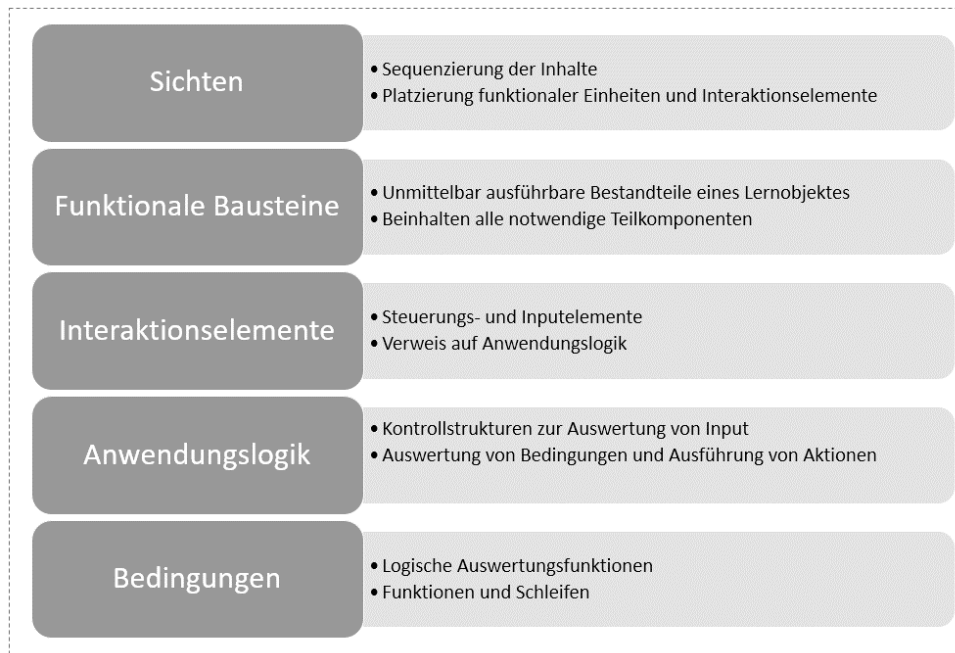 Sichten
• Sequenzierung der Inhalte
• Platzierung funktionaler Einheiten und Interaktionselemente
Funktionale Bausteine
• Unmittelbar ausführbare Bestandteile eines Lernobjektes
• Beinhalten alle notwendige Teilkomponenten
Interaktionselemente
• Steuerungs- und Inputelemente
• Verweis auf Anwendungslogik
Anwendungslogik
• Kontrollstrukturen zur Auswertung von Input
• Auswertung von Bedingungen und Ausführung von Aktionen
Bedingungen
• Logische Auswertungsfunktionen
• Funktionen und Schleifen